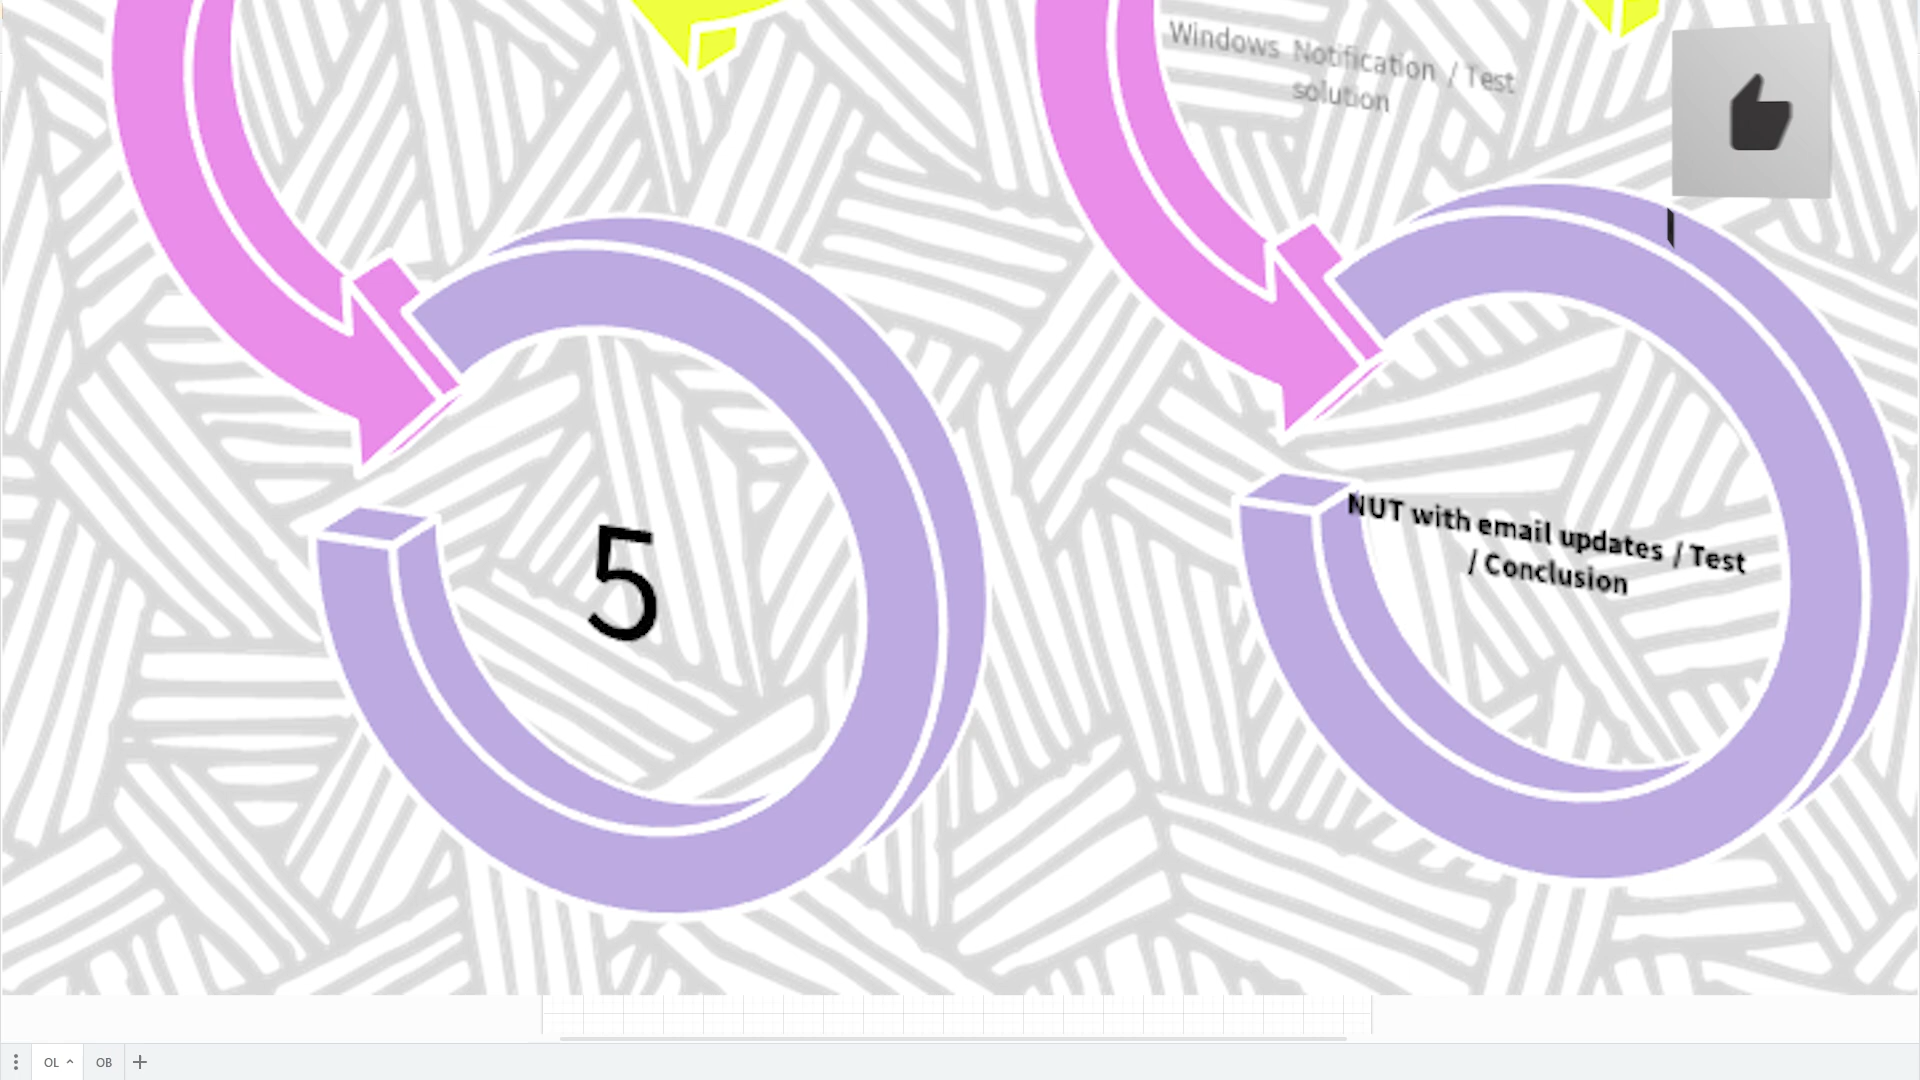 Windows Notification / Test
solution
5
NUT with email updates / Test
/ Conclusion
OL
OB